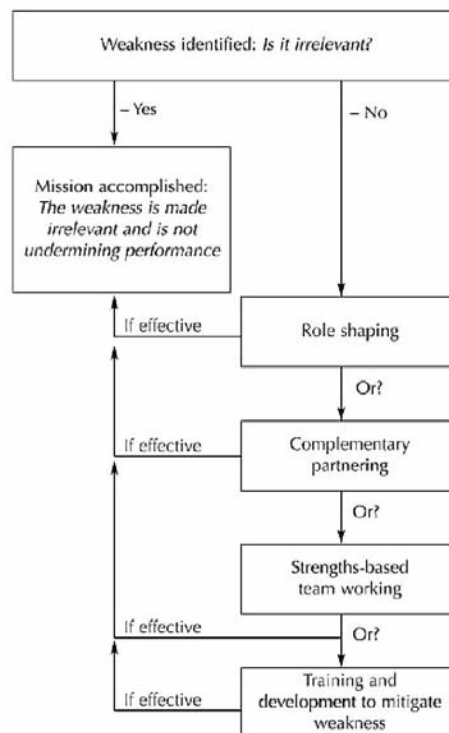 Weakness identified: Is it irrelevant?
– Yes
– No
Mission accomplished:
The weakness is made
irrelevant and is not
undermining performance
If effective
Role shaping
Or?
If effective
Complementary
partnering
Or?
Strengths-based
team working
If effective
Or?
If effective
Training and
development to mitigate
weakness